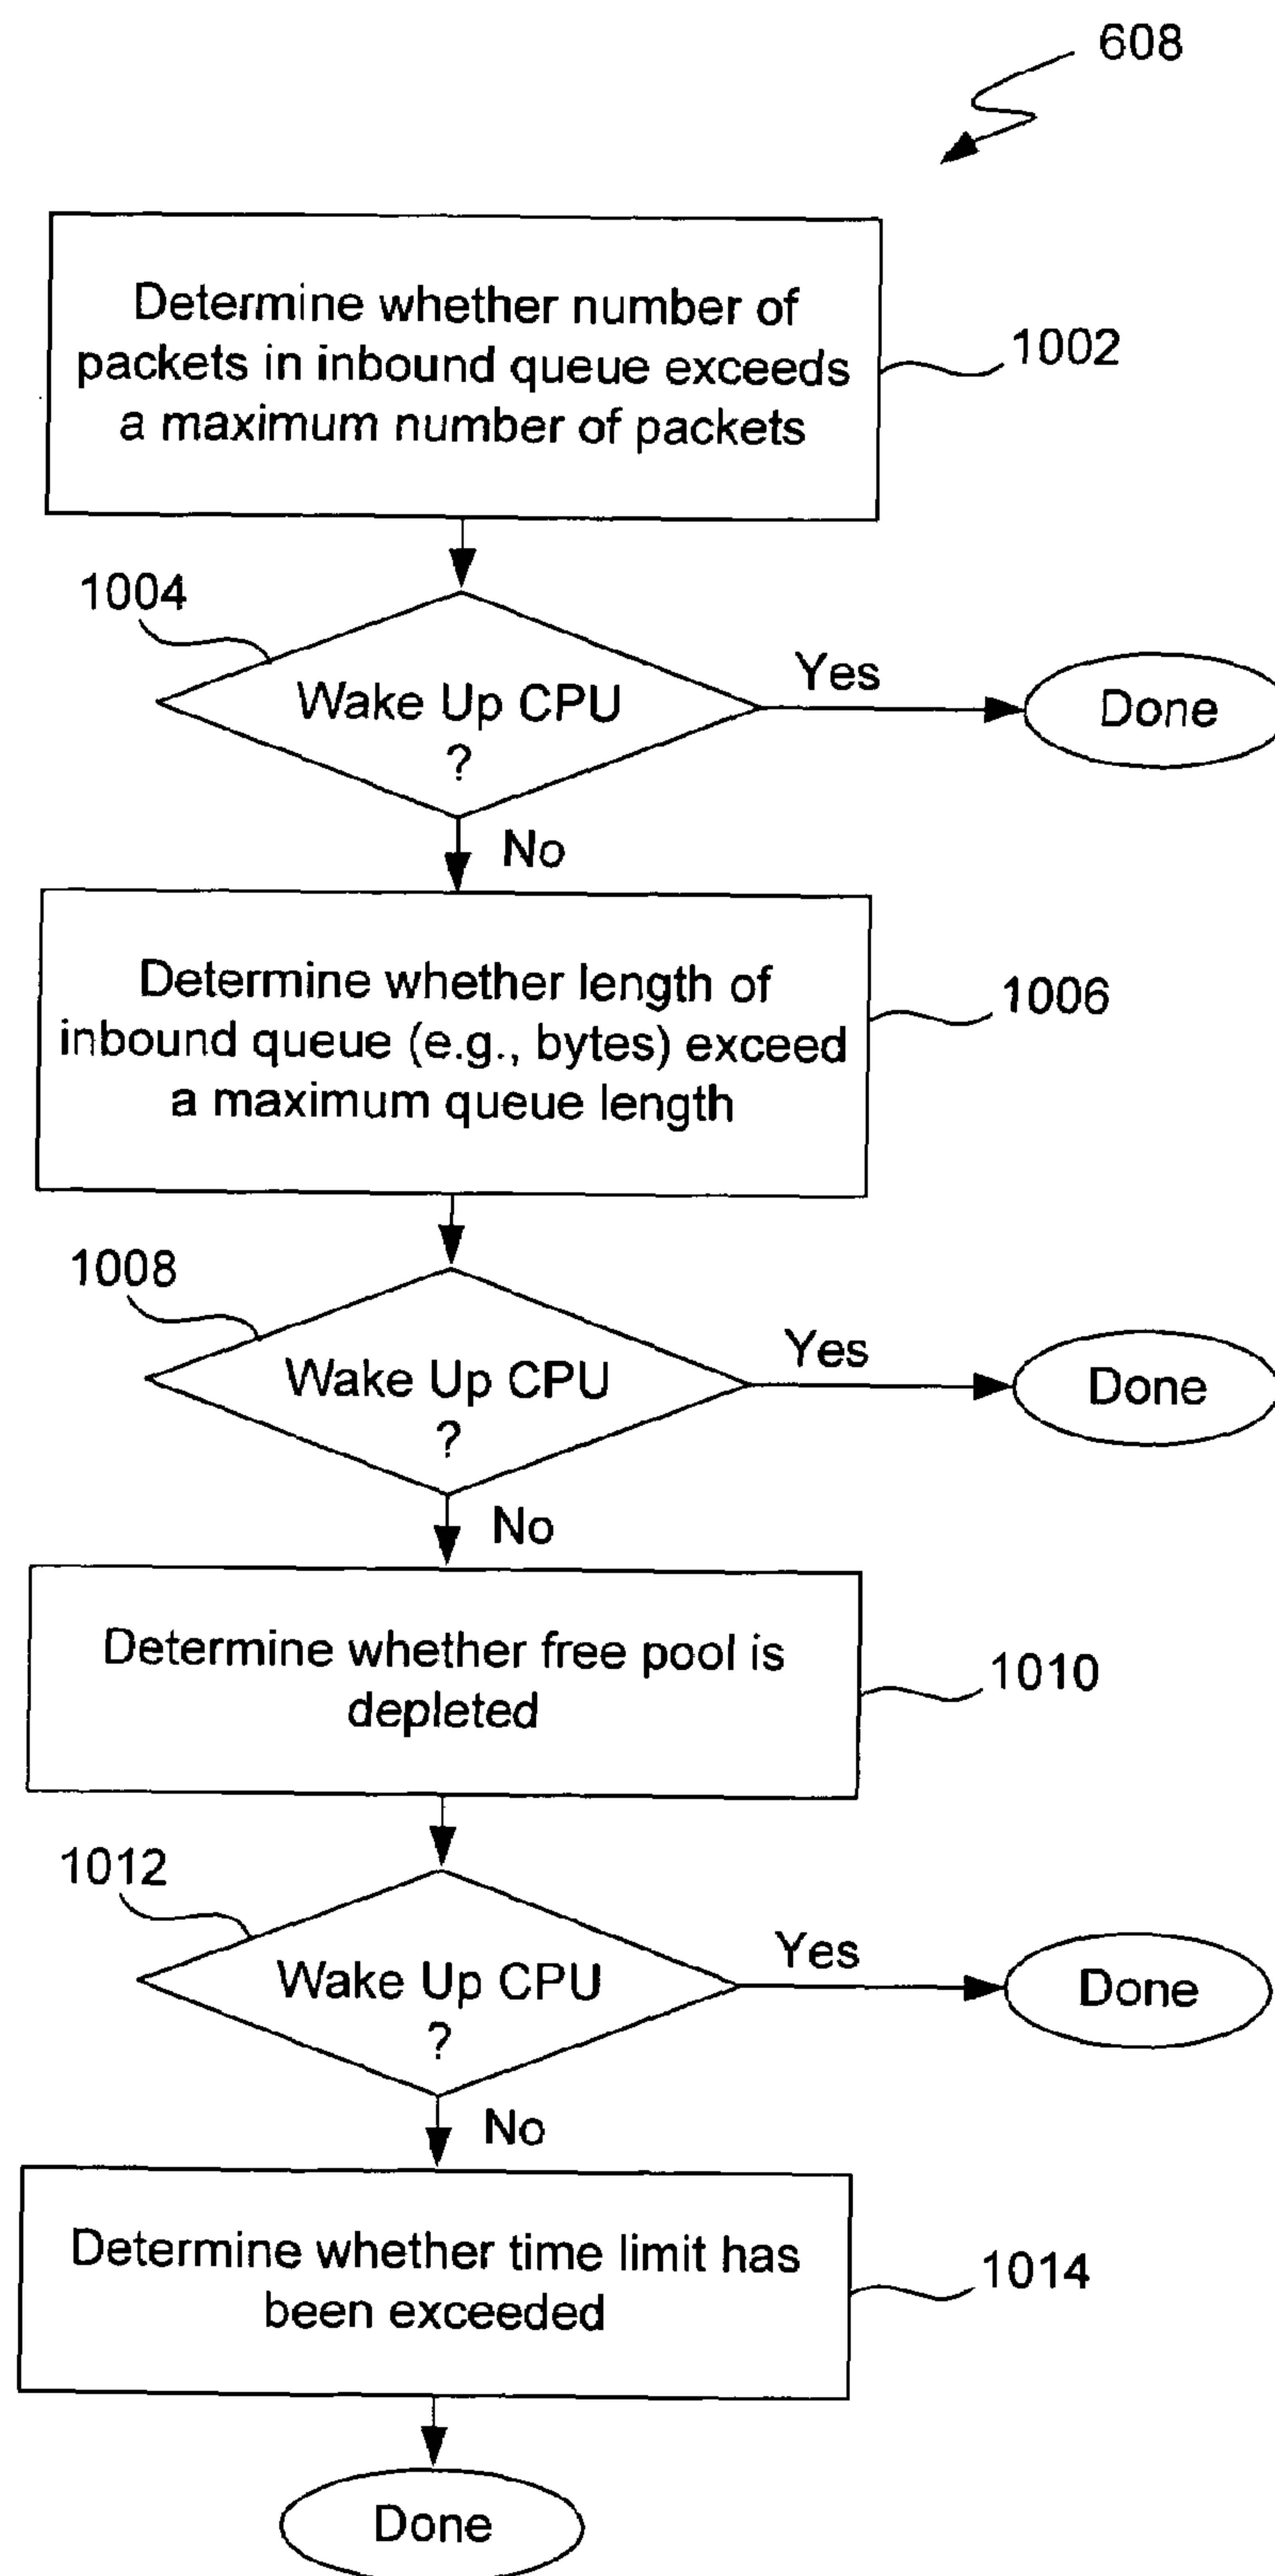 608
Determine whether number of
packets in inbound queue exceeds
a maximum number of packets
1002
1004
Wake Up CPU
?
Yes
Done
No
Determine whether length of
inbound queue (e.g., bytes) exceed
a maximum queue length
1006
1008
Wake Up CPU
?
Yes
Done
No
Determine whether free pool is
depleted
1010
1012
Wake Up CPU
?
Yes
Done
No
Determine whether time limit has
been exceeded
1014
Done